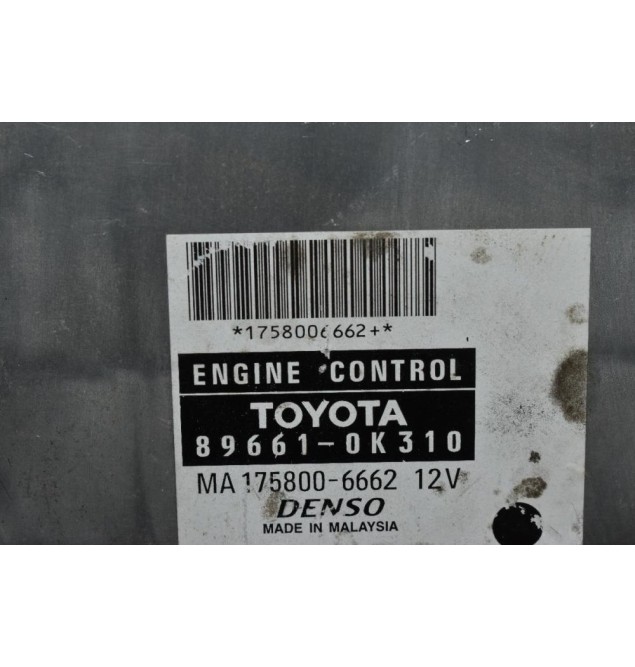 *1758006662+*
ENGINE CONTROL
TOYOTA
89661-0K310
MA 175800-6662 12V
DENSO
MADE IN MALAYSIA